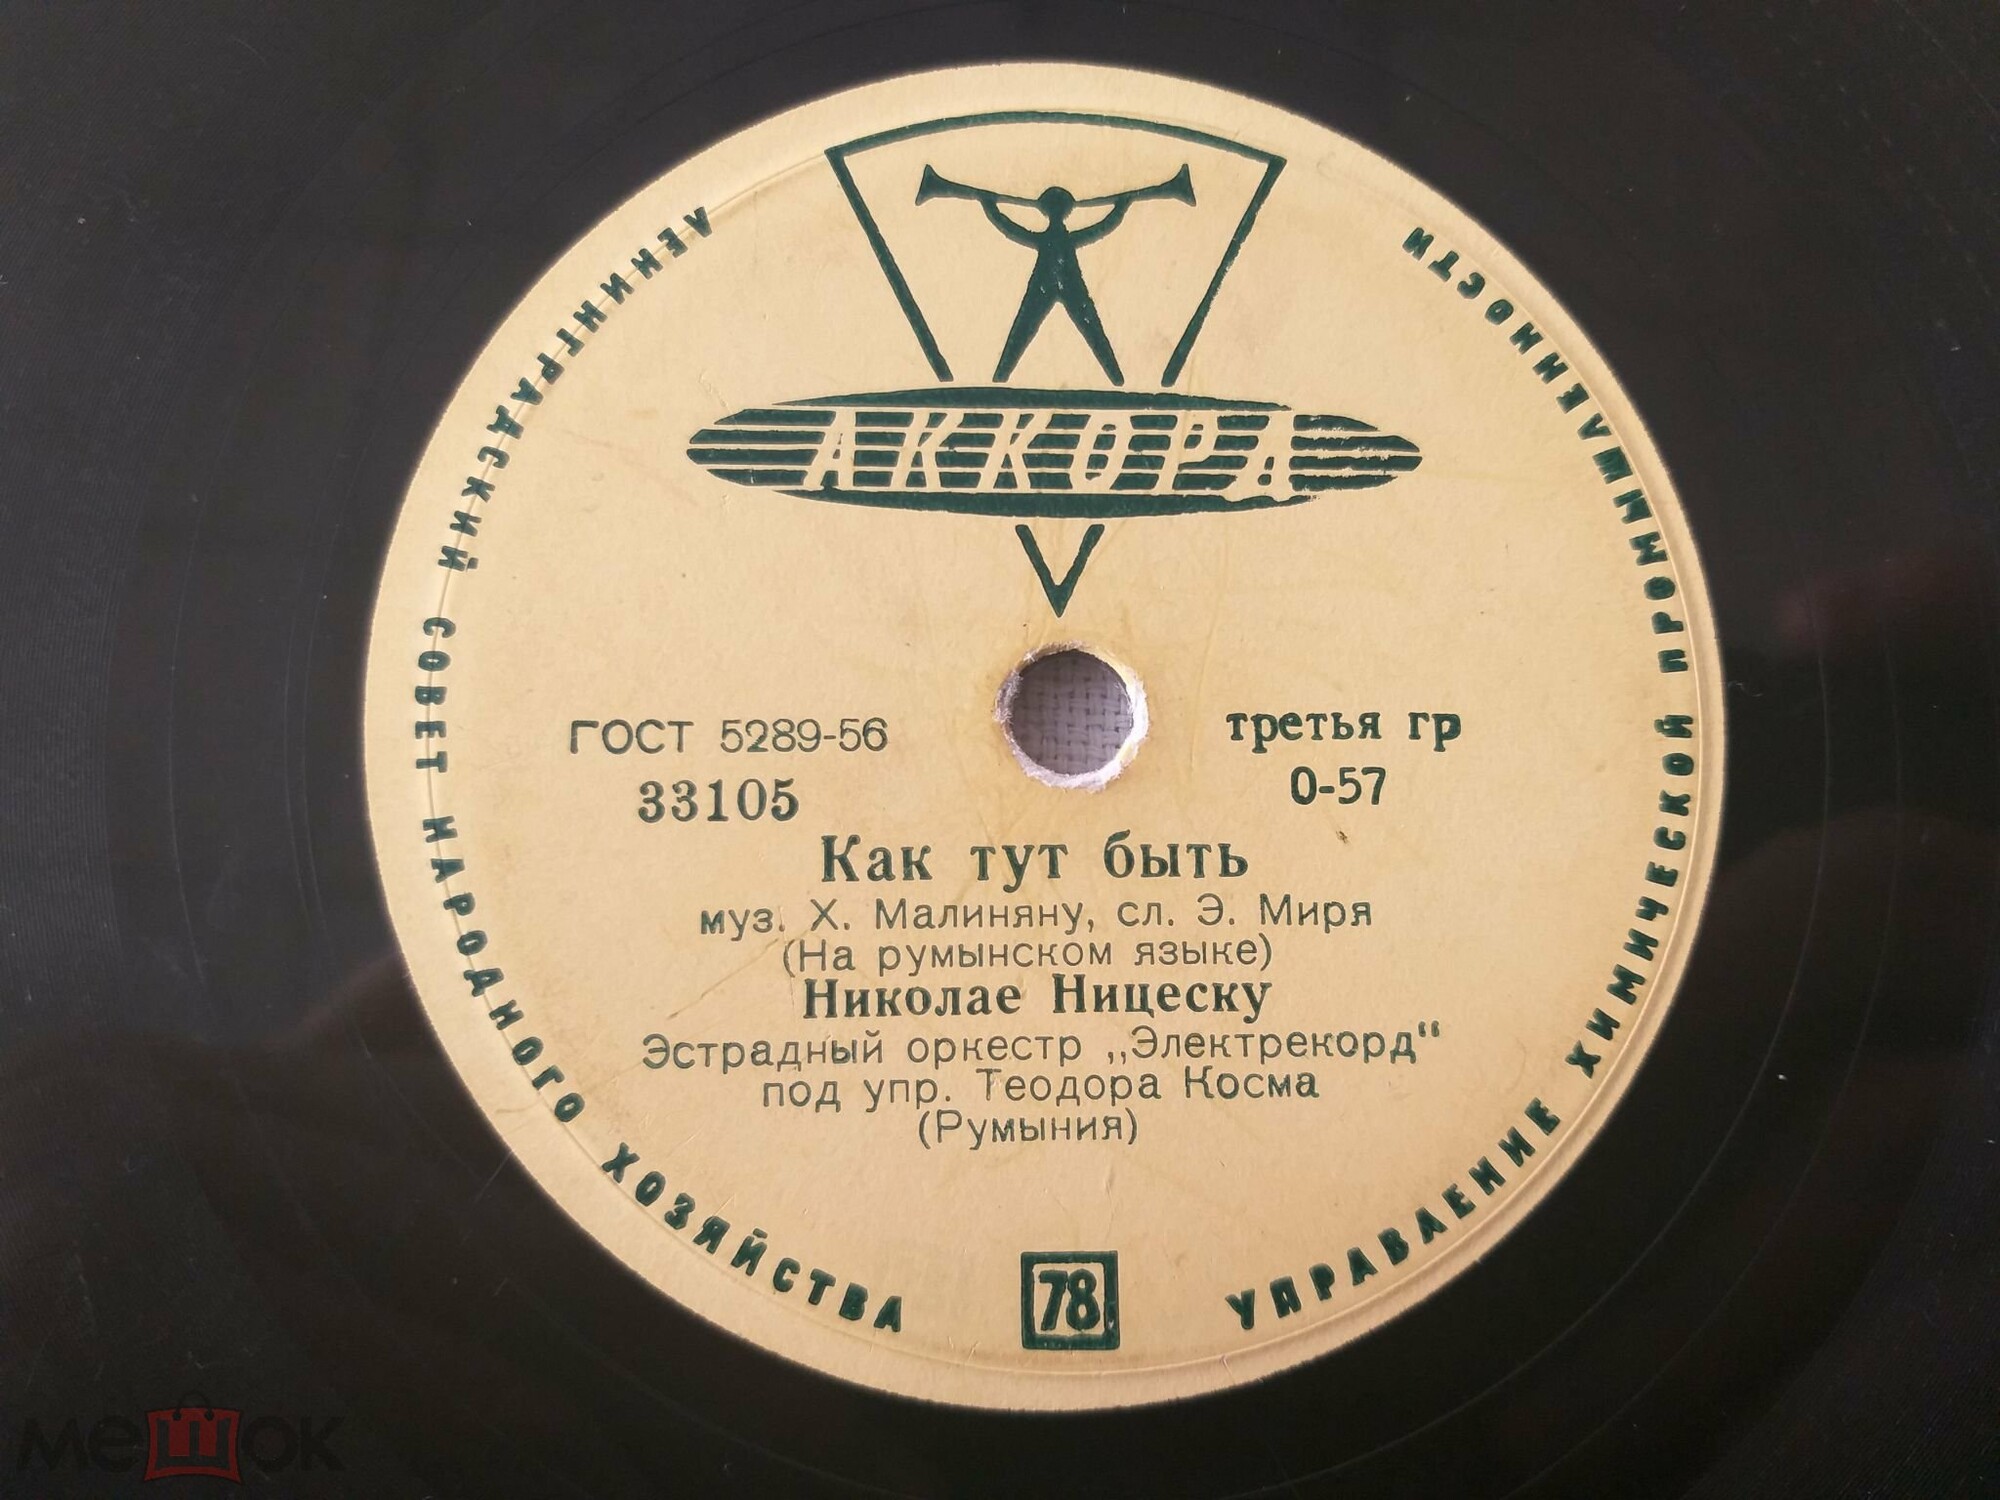 ЛЕНИНГРАДСКИЙ СОВЕТ НАРОДНОГО ХОЗЯЙСТВА
УПРАВЛЕНИЕ ХИМИЧЕСКОЙ ПРОМЫШЛЕННОСТИ
АККОРД
ГОСТ 5289-56
третья гр
33105
0-57
Как тут быть
муз. Х. Малиняну, сл. Э. Миря
(На румынском языке)
Николае Ницеску
Эстрадный оркестр „Электрекорд“
под упр. Теодора Косма
(Румыния)
78
мешок